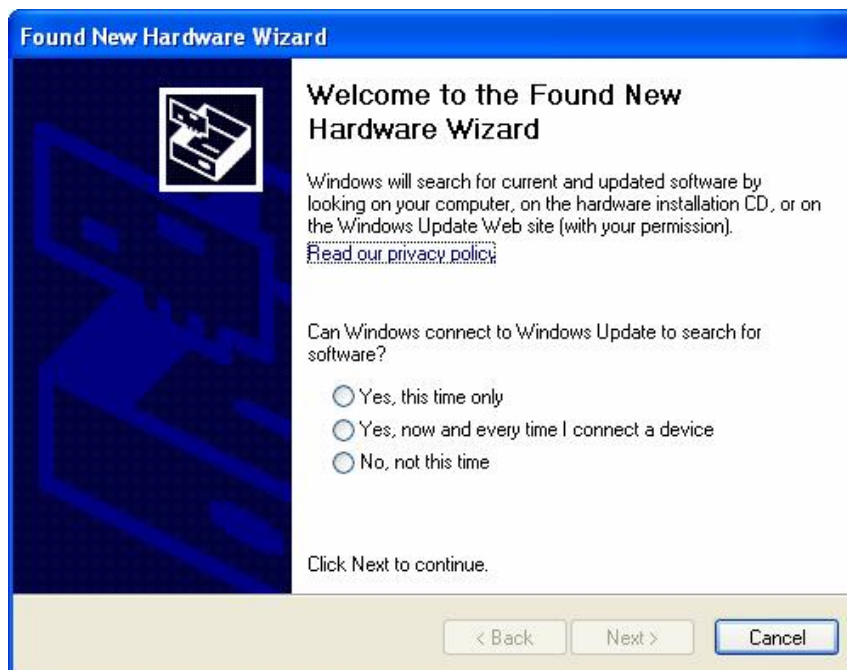 Found New Hardware Wizard
Welcome to the Found New
Hardware Wizard
Windows will search for current and updated software by
looking on your computer, on the hardware installation CD, or on
the Windows Update Web site (with your permission).
Read our privacy policy
Can Windows connect to Windows Update to search for
software?
Yes, this time only
Yes, now and every time I connect a device
No, not this time
Click Next to continue.
< Back Next > Cancel